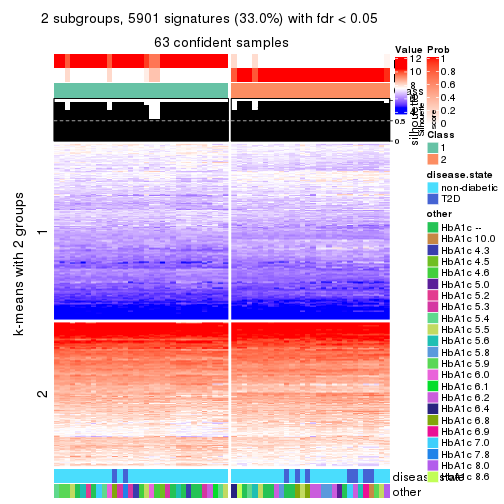 2 subgroups, 5901 signatures (33.0%) with fdr < 0.05
63 confident samples
k-means with 2 groups
1
2
Value
12
10
8
6
4
Prob
1
0.8
0.6
0.4
0.2
0
Class
silhouette
Silhouette
score
1
0.5
0
Class
1
2
disease.state
non-diabetic
T2D
other
HbA1c --
HbA1c 10.0
HbA1c 4.3
HbA1c 4.5
HbA1c 4.6
HbA1c 5.0
HbA1c 5.2
HbA1c 5.3
HbA1c 5.4
HbA1c 5.5
HbA1c 5.6
HbA1c 5.8
HbA1c 5.9
HbA1c 6.0
HbA1c 6.1
HbA1c 6.2
HbA1c 6.4
HbA1c 6.8
HbA1c 6.9
HbA1c 7.0
HbA1c 7.8
HbA1c 8.0
HbA1c 8.6
disease.state
other